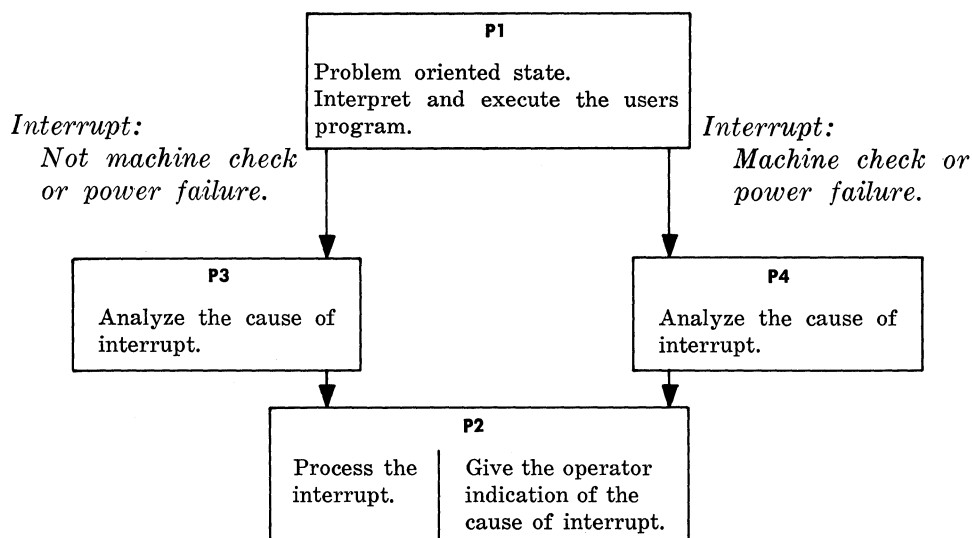 P1
Problem oriented state.
Interpret and execute the users
program.
Interrupt:
Not machine check
or power failure.
Interrupt:
Machine check or
power failure.
P3
Analyze the cause of
interrupt.
P4
Analyze the cause of
interrupt.
P2
Process the
interrupt.
Give the operator
indication of the
cause of interrupt.